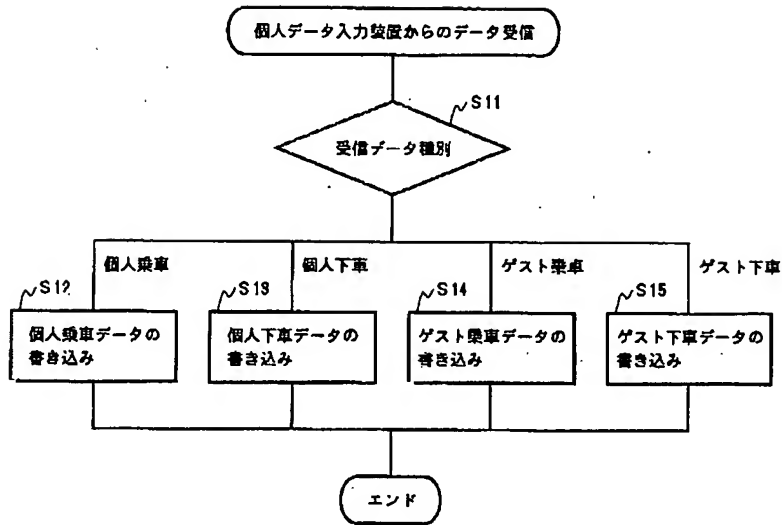 個人データ入力装置からのデータ受信
S11
受信データ種別
個人乗車
個人下車
ゲスト乗車
ゲスト下車
S12
S13
S14
S15
個人乗車データの
書き込み
個人下車データの
書き込み
ゲスト乗車データの
書き込み
ゲスト下車データの
書き込み
エンド